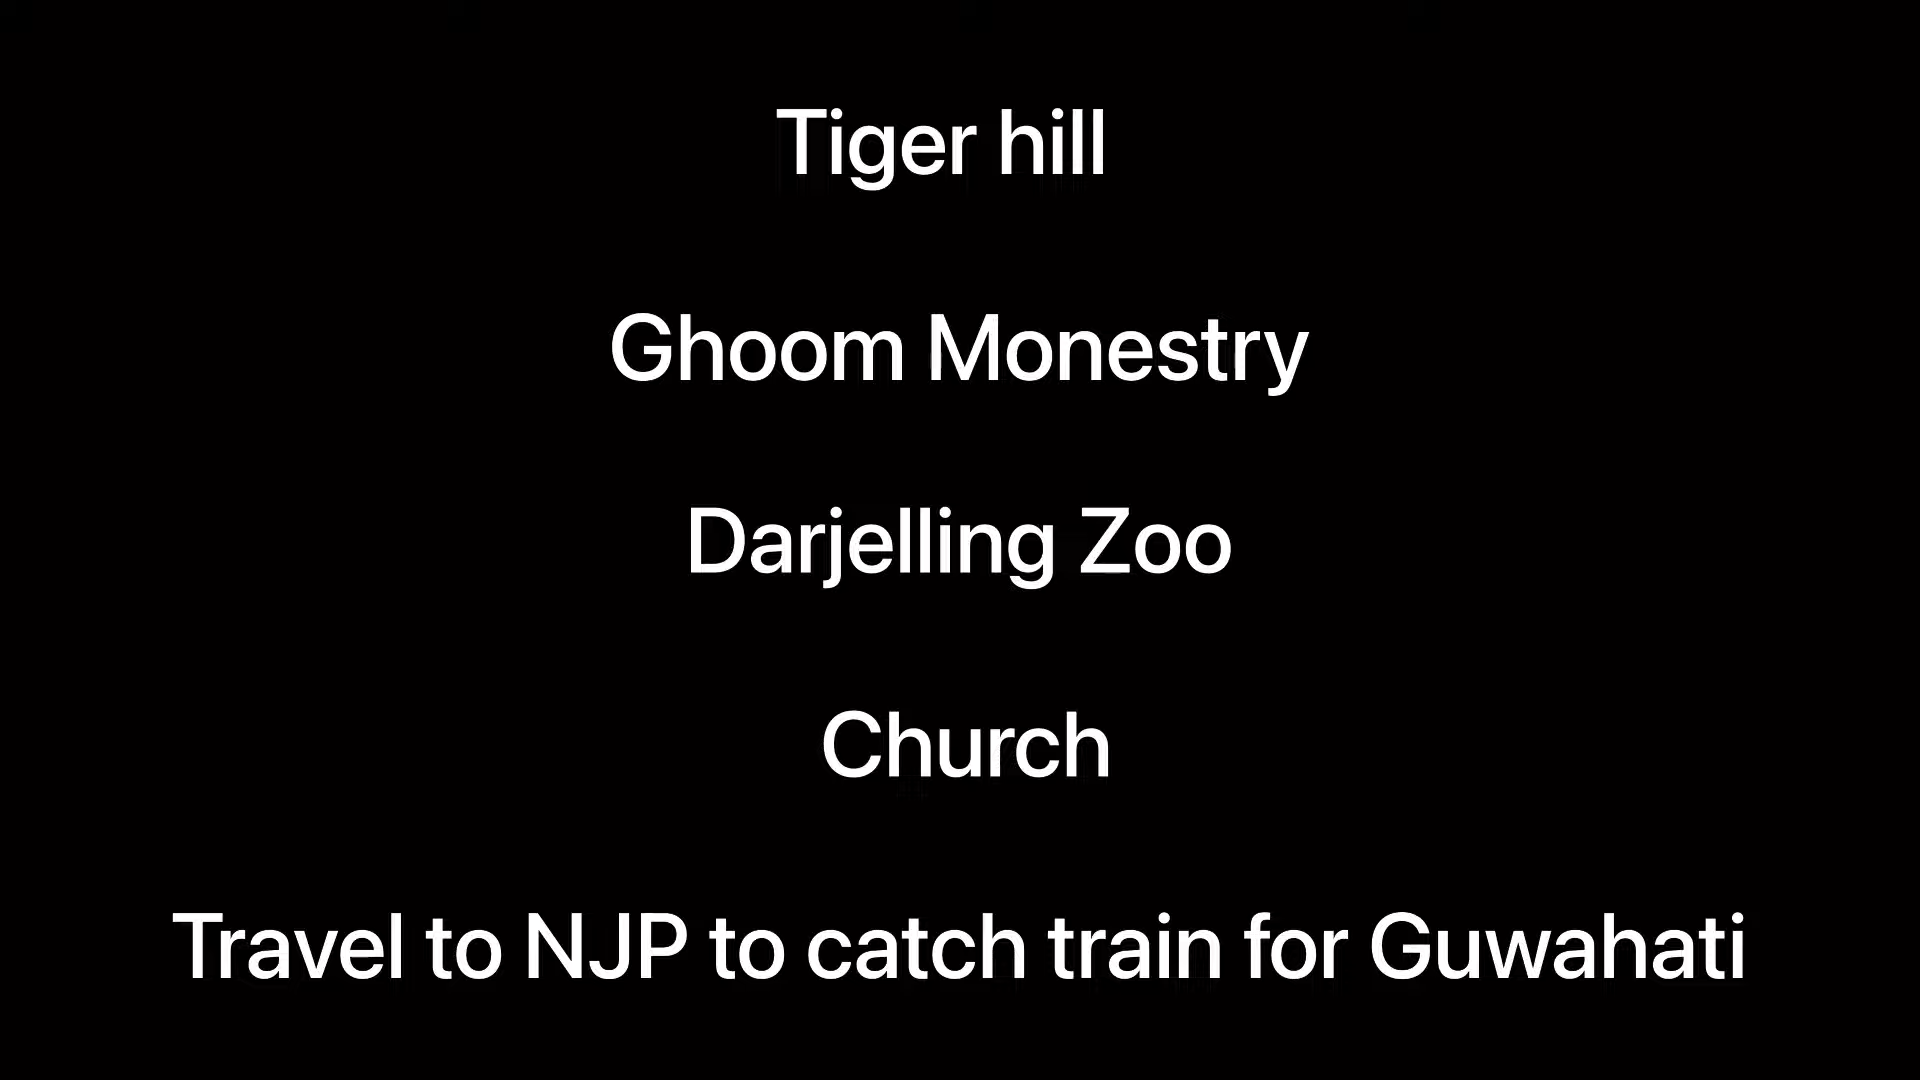 Tiger hill
Ghoom Monestry
Darjelling Zoo
Church
Travel to NJP to catch train for Guwahati